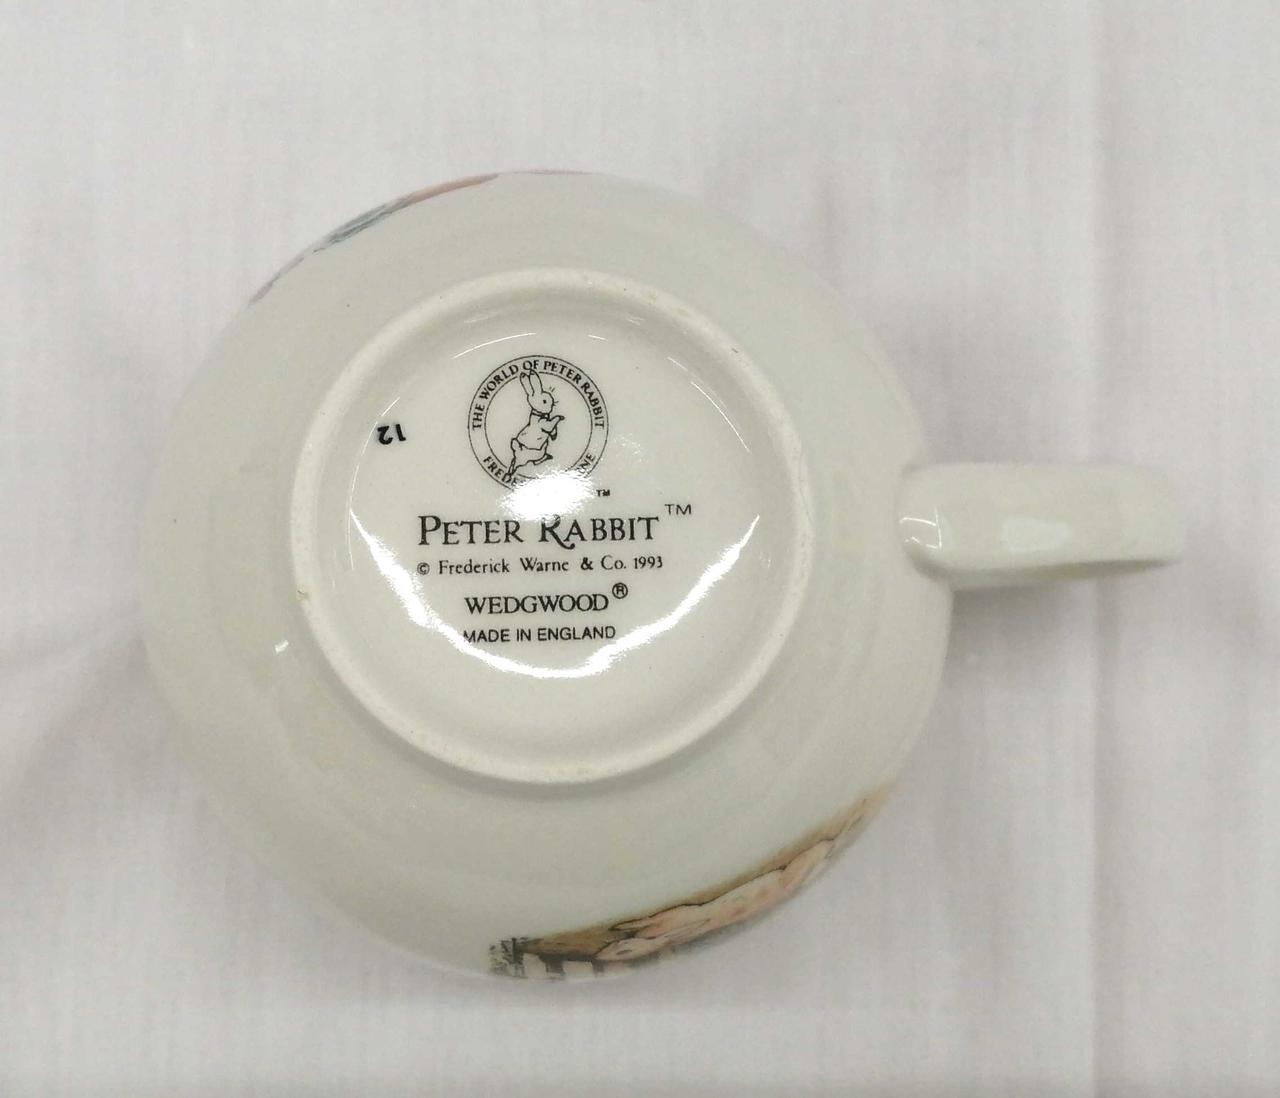 THE WORLD OF PETER RABBIT
™
12
PETER RABBIT™
© Frederick Warne & Co. 1993
WEDGWOOD®
MADE IN ENGLAND